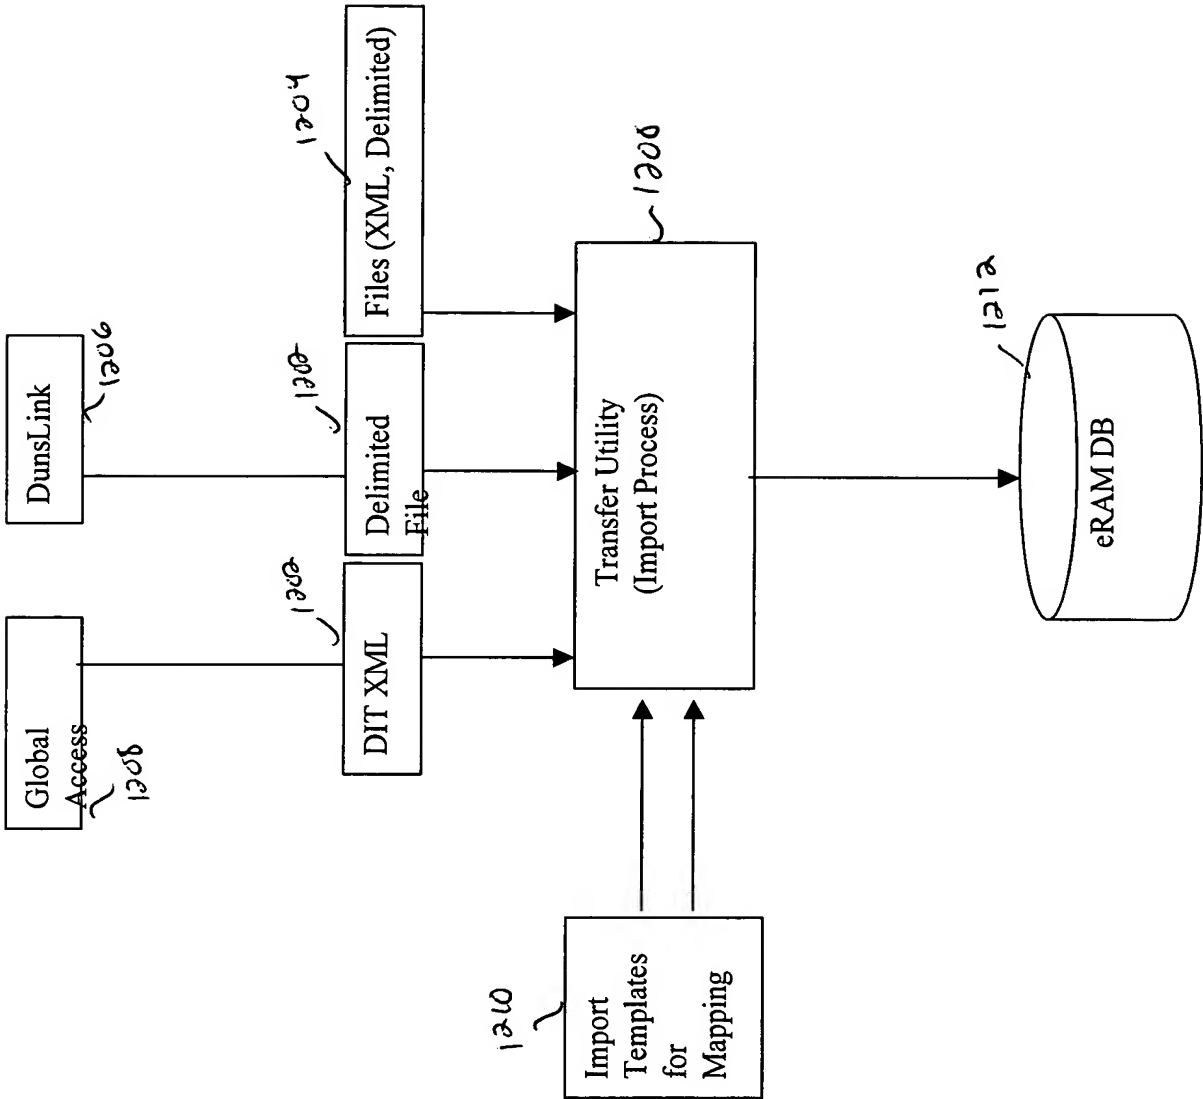 Global
Access
1208
DunsLink
1206
DIT XML
1202
Delimited
File
1202
Files (XML, Delimited)
1204
Import
Templates
for
Mapping
1210
Transfer Utility
(Import Process)
1200
eRAM DB
1212